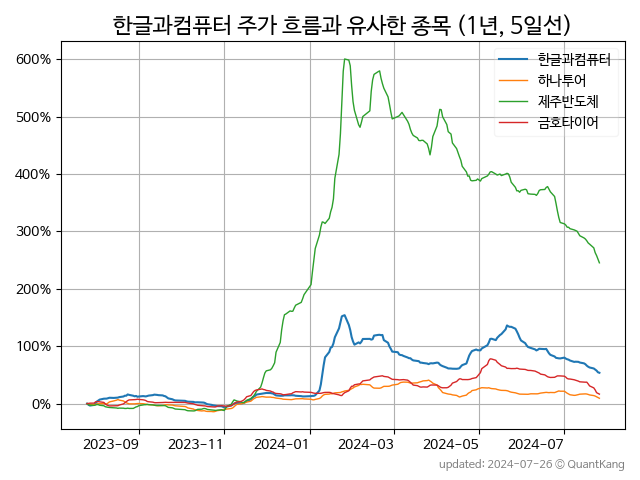 한글과컴퓨터 주가 흐름과 유사한 종목 (1년, 5일선)
600%
500%
400%
300%
200%
100%
0%
한글과컴퓨터
하나투어
제주반도체
금호타이어
2023-09 2023-11 2024-01 2024-03 2024-05 2024-07
updated: 2024-07-26 © QuantKang